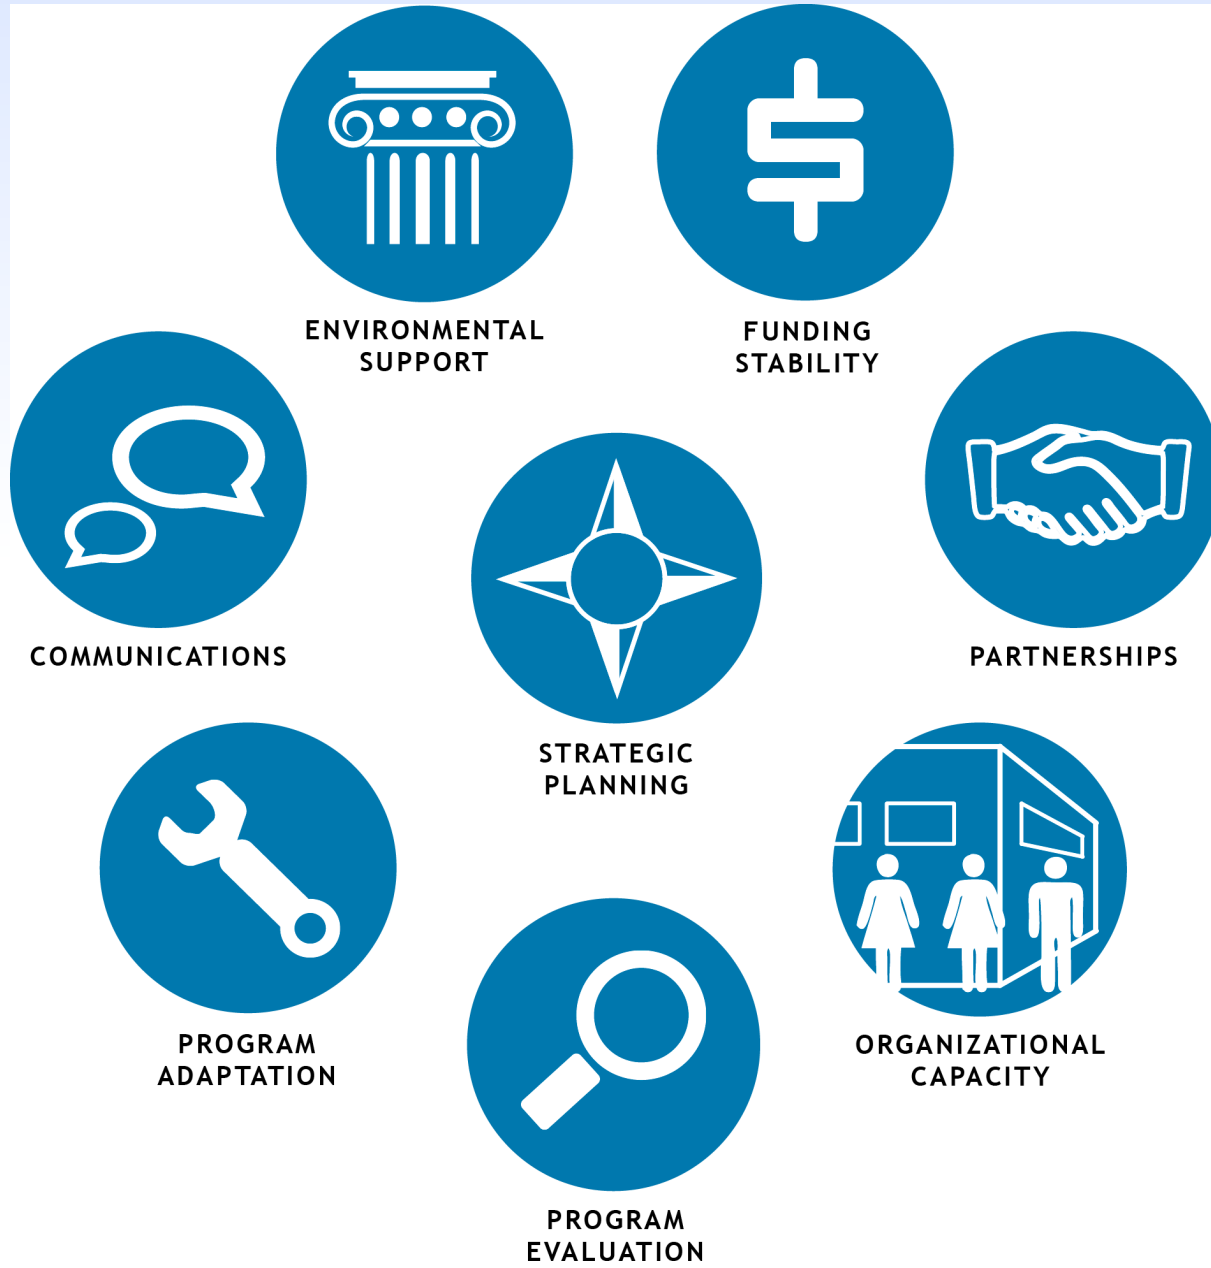 ENVIRONMENTAL
SUPPORT
FUNDING
STABILITY
COMMUNICATIONS
PARTNERSHIPS
STRATEGIC
PLANNING
PROGRAM
ADAPTATION
ORGANIZATIONAL
CAPACITY
PROGRAM
EVALUATION